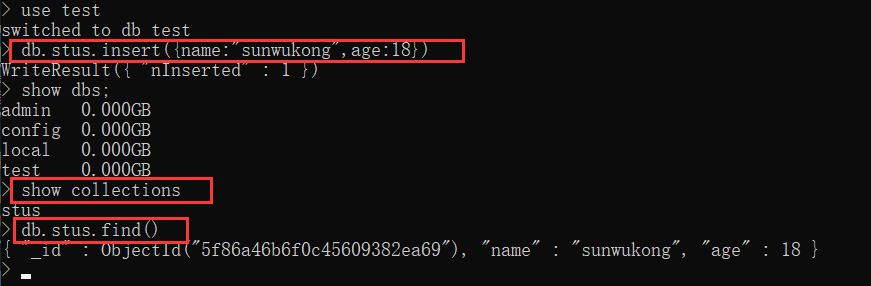 > use test
switched to db test
> db.stus.insert({name:"sunwukong",age:18})
WriteResult({ "nInserted" : 1 })
> show dbs;
admin   0.000GB
config  0.000GB
local   0.000GB
test    0.000GB
> show collections
stus
> db.stus.find()
{ "_id" : ObjectId("5f86a46b6f0c45609382ea69"), "name" : "sunwukong", "age" : 18 }
>